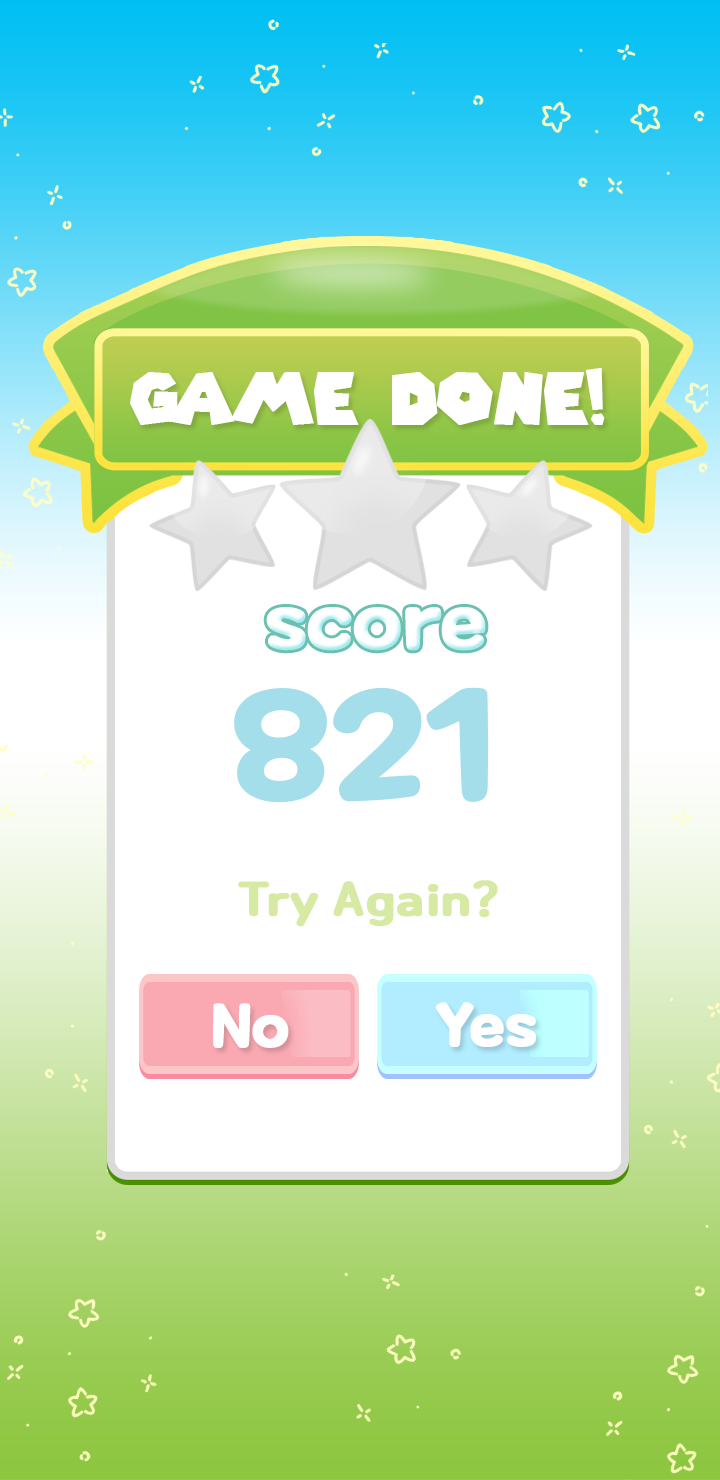 GAME DONE!
score
821
Try Again?
No
Yes